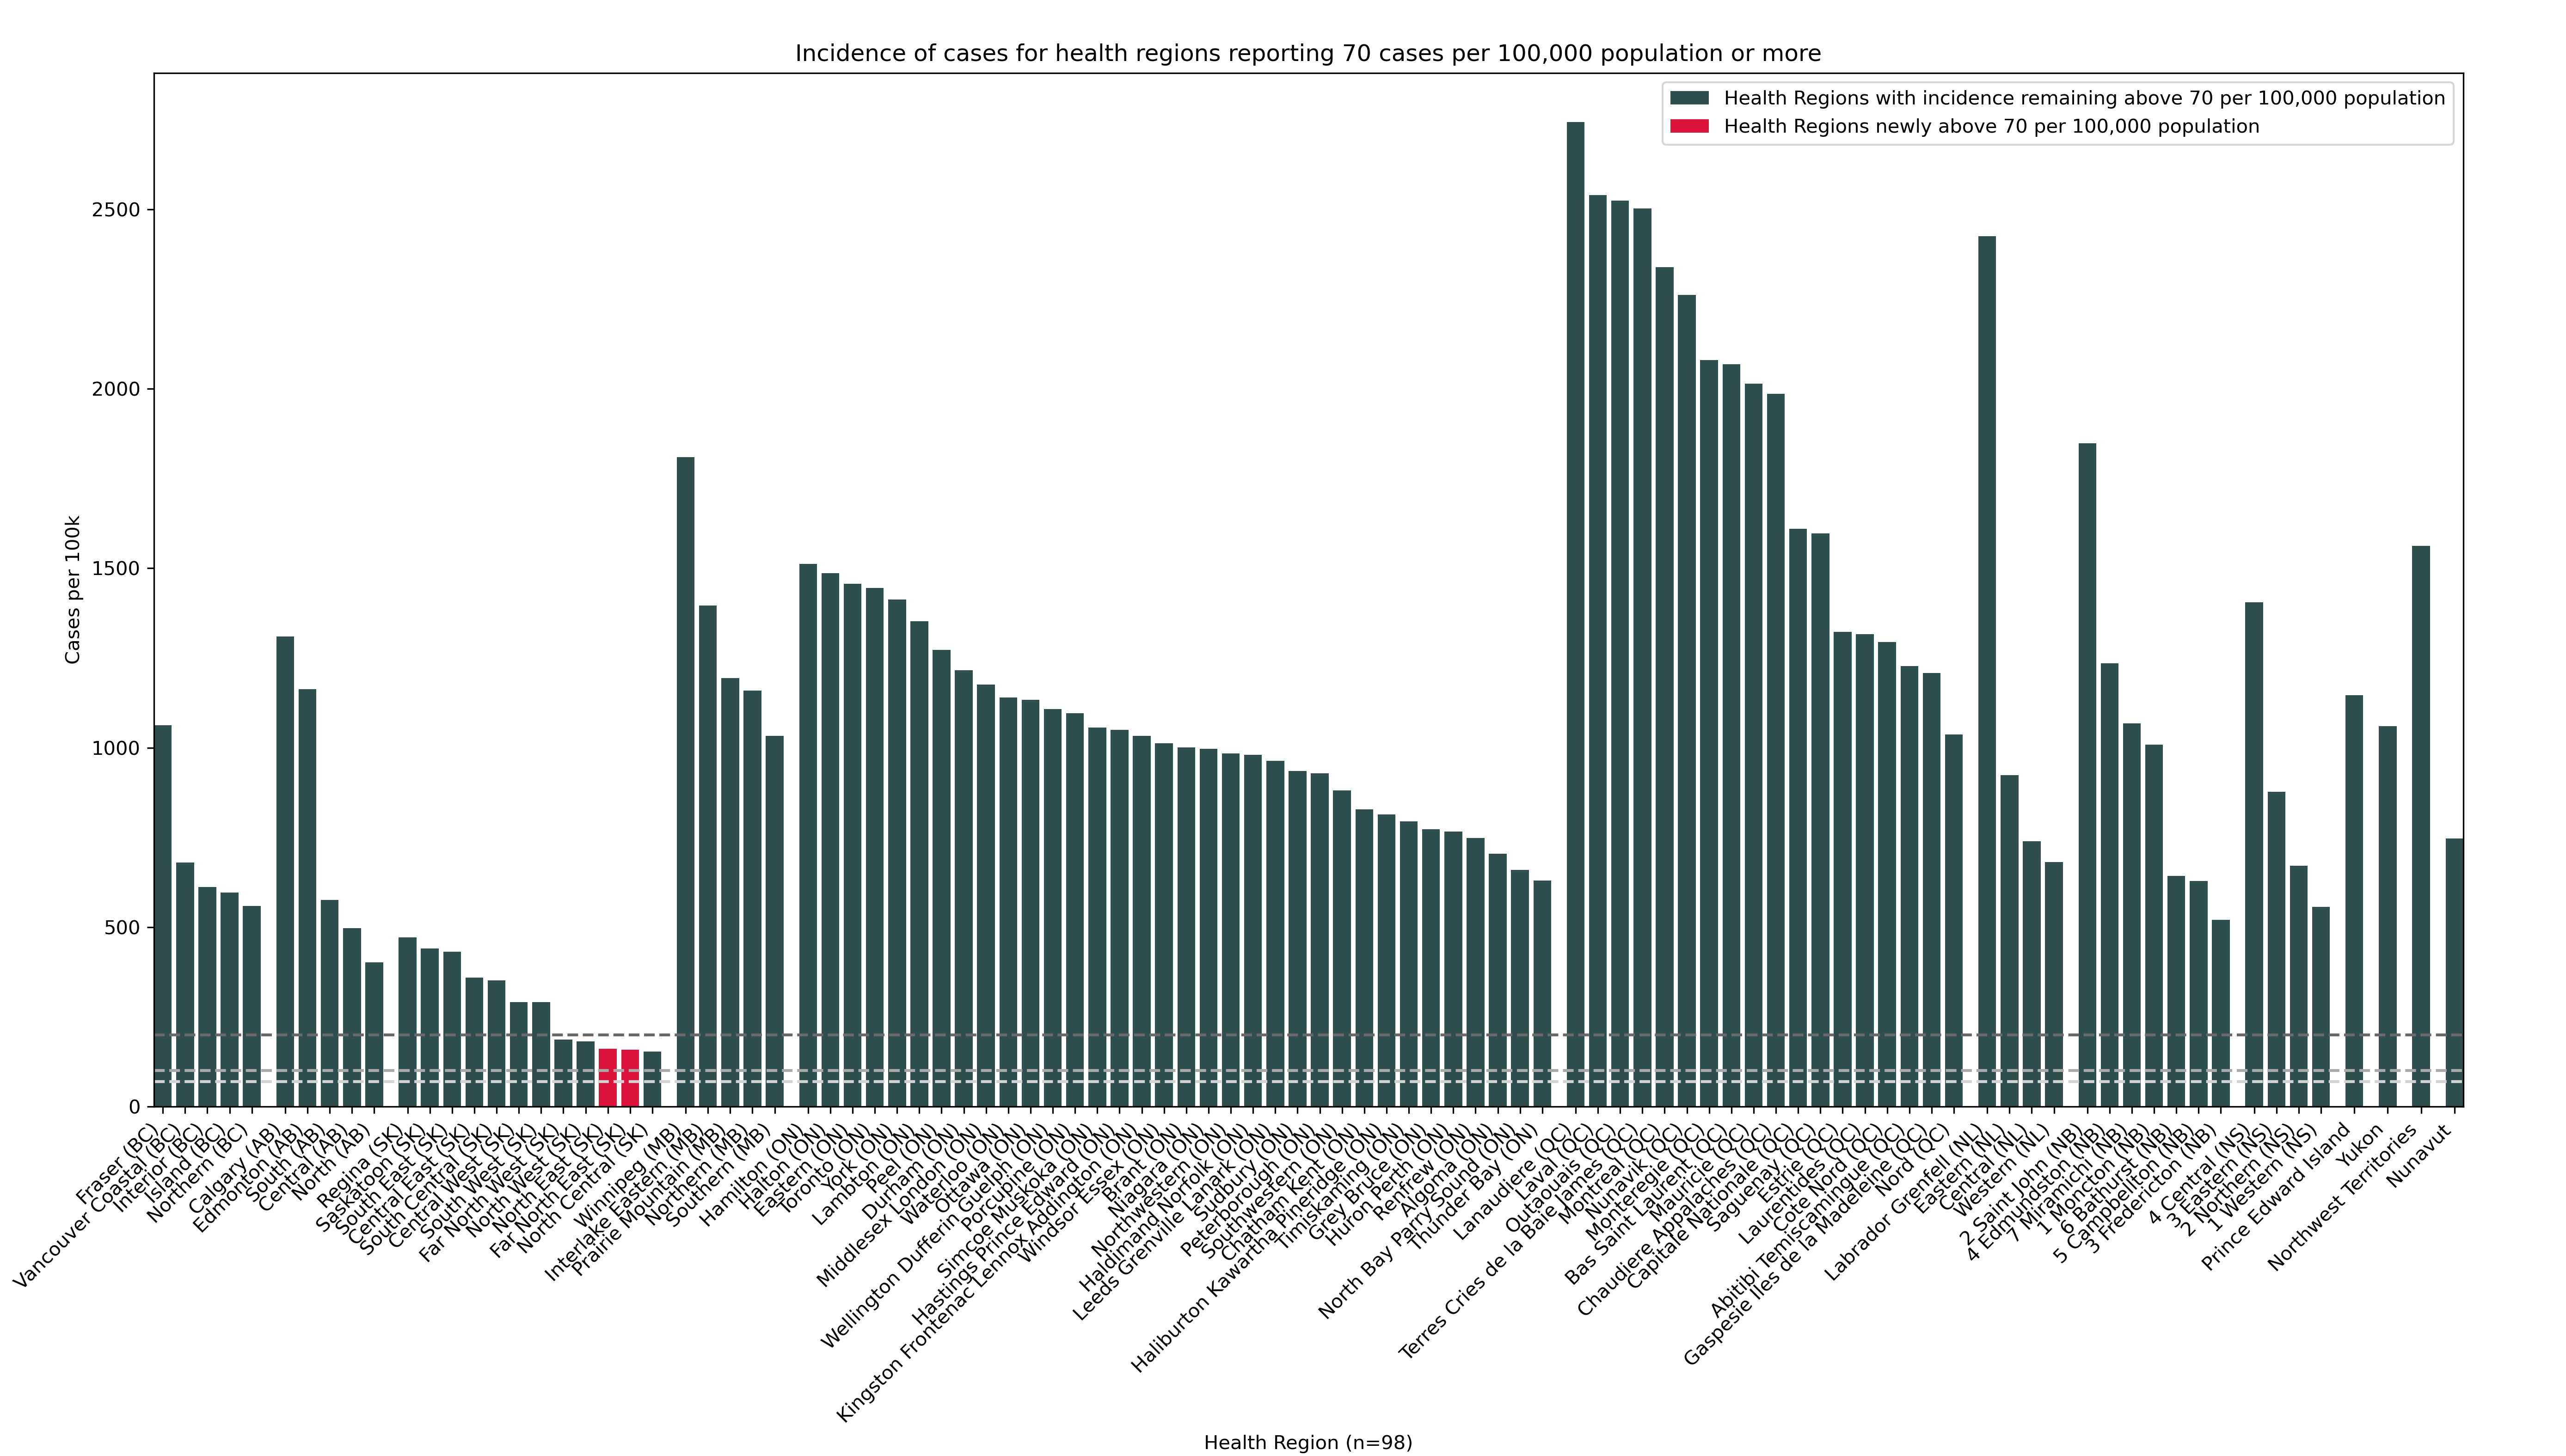 Incidence of cases for health regions reporting 70 cases per 100,000 population or more
Health Regions with incidence remaining above 70 per 100,000 population
Health Regions newly above 70 per 100,000 population
Cases per 100k
2500
2000
1500
1000
500
0
Fraser (BC)
Vancouver Coastal (BC)
Interior (BC)
Island (BC)
Northern (BC)
Calgary (AB)
Edmonton (AB)
South (AB)
Central (AB)
North (AB)
Regina (SK)
Saskatoon (SK)
South East (SK)
Central East (SK)
South Central (SK)
Central West (SK)
South West (SK)
Far North West (SK)
North West (SK)
North East (SK)
Far North East (SK)
North Central (SK)
Winnipeg (MB)
Interlake Eastern (MB)
Prairie Mountain (MB)
Northern (MB)
Southern (MB)
Hamilton (ON)
Halton (ON)
Eastern (ON)
Toronto (ON)
York (ON)
Lambton (ON)
Peel (ON)
Durham (ON)
Middlesex London (ON)
Waterloo (ON)
Ottawa (ON)
Wellington Dufferin Guelph (ON)
Porcupine (ON)
Simcoe Muskoka (ON)
Hastings Prince Edward (ON)
Kingston Frontenac Lennox Addington (ON)
Windsor Essex (ON)
Brant (ON)
Niagara (ON)
Northwestern (ON)
Haldimand Norfolk (ON)
Leeds Grenville Lanark (ON)
Sudbury (ON)
Peterborough (ON)
Southwestern (ON)
Chatham Kent (ON)
Haliburton Kawartha Pineridge (ON)
Timiskaming (ON)
Grey Bruce (ON)
Huron Perth (ON)
Renfrew (ON)
Algoma (ON)
North Bay Parry Sound (ON)
Thunder Bay (ON)
Lanaudiere (QC)
Laval (QC)
Outaouais (QC)
Terres Cries de la Baie James (QC)
Montreal (QC)
Nunavik (QC)
Monteregie (QC)
Bas Saint Laurent (QC)
Mauricie (QC)
Chaudiere Appalaches (QC)
Capitale Nationale (QC)
Saguenay (QC)
Estrie (QC)
Laurentides (QC)
Cote Nord (QC)
Abitibi Temiscamingue (QC)
Gaspesie Iles de la Madeleine (QC)
Nord (QC)
Labrador Grenfell (NL)
Eastern (NL)
Central (NL)
Western (NL)
2 Saint John (NB)
4 Edmundston (NB)
7 Miramichi (NB)
1 Moncton (NB)
6 Bathurst (NB)
5 Campbellton (NB)
3 Fredericton (NB)
4 Central (NS)
3 Eastern (NS)
2 Northern (NS)
1 Western (NS)
Prince Edward Island
Yukon
Northwest Territories
Nunavut
Health Region (n=98)